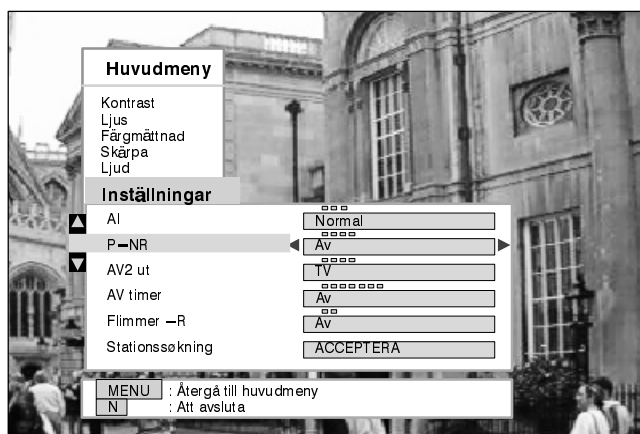 Huvudmeny
Kontrast
Ljus
Färgmättnad
Skärpa
Ljud
Inställningar
AI Normal
P–NR Av
AV2 ut TV
AV timer Av
Flimmer –R Av
Stationssøkning ACCEPTERA
MENU : Återgå till huvudmeny
N : Att avsluta